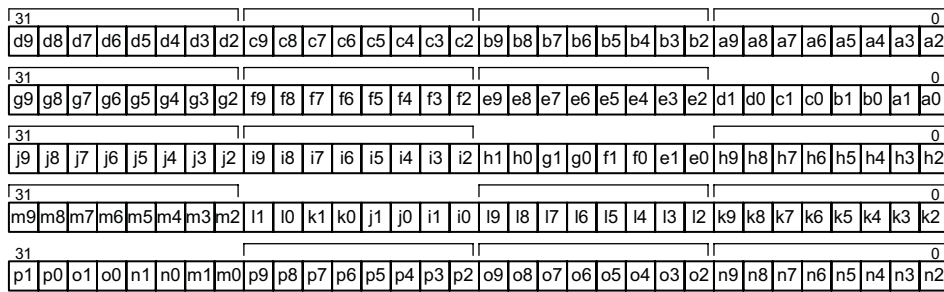 31 0
d9 d8 d7 d6 d5 d4 d3 d2 c9 c8 c7 c6 c5 c4 c3 c2 b9 b8 b7 b6 b5 b4 b3 b2 a9 a8 a7 a6 a5 a4 a3 a2
31 0
g9 g8 g7 g6 g5 g4 g3 g2 f9 f8 f7 f6 f5 f4 f3 f2 e9 e8 e7 e6 e5 e4 e3 e2 d1 d0 c1 c0 b1 b0 a1 a0
31 0
j9 j8 j7 j6 j5 j4 j3 j2 i9 i8 i7 i6 i5 i4 i3 i2 h1 h0 g1 g0 f1 f0 e1 e0 h9 h8 h7 h6 h5 h4 h3 h2
31 0
m9 m8 m7 m6 m5 m4 m3 m2 l1 l0 k1 k0 j1 j0 i1 i0 l9 l8 l7 l6 l5 l4 l3 l2 k9 k8 k7 k6 k5 k4 k3 k2
31 0
p1 p0 o1 o0 n1 n0 m1 m0 p9 p8 p7 p6 p5 p4 p3 p2 o9 o8 o7 o6 o5 o4 o3 o2 n9 n8 n7 n6 n5 n4 n3 n2